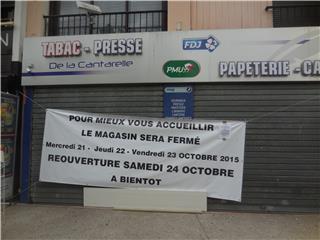 TABAC - PRESSE
De la Cantarelle
FDJ
PMU
PAPETERIE - CA
POUR MIEUX VOUS ACCUEILLIR
LE MAGASIN SERA FERMÉ
Mercredi 21 - Jeudi 22 - Vendredi 23 OCTOBRE 2015
REOUVERTURE SAMEDI 24 OCTOBRE
A BIENTOT